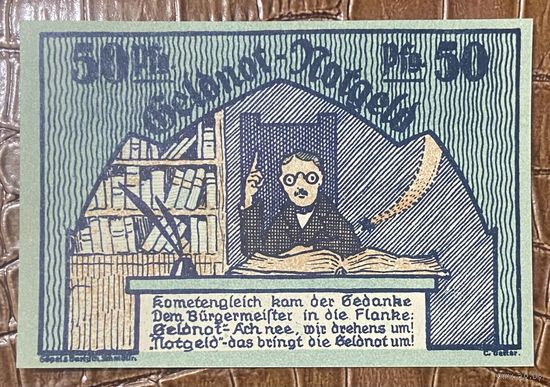 50 Pfg. Pfg. 50
Geldnot-Notgeld
Kometengleich kam der Gedanke
Dem Bürgermeister in die Flanke:
"Geldnot"-Ach nee, wir drehens um!
"Notgeld"-das bringt die Geldnot um!